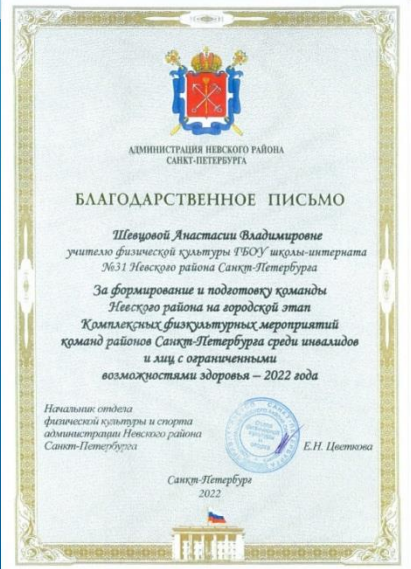 АДМИНИСТРАЦИЯ НЕВСКОГО РАЙОНА
САНКТ-ПЕТЕРБУРГА
БЛАГОДАРСТВЕННОЕ ПИСЬМО
Шевцовой Анастасии Владимировне
учителю физической культуры ГБОУ школы-интерната
№31 Невского района Санкт-Петербурга
За формирование и подготовку команды
Невского района на городской этап
Комплексных физкультурных мероприятий
команд районов Санкт-Петербурга среди инвалидов
и лиц с ограниченными
возможностями здоровья – 2022 года
Начальник отдела
физической культуры и спорта
администрации Невского района
Санкт-Петербурга
Е.Н. Цветкова
Санкт-Петербург
2022